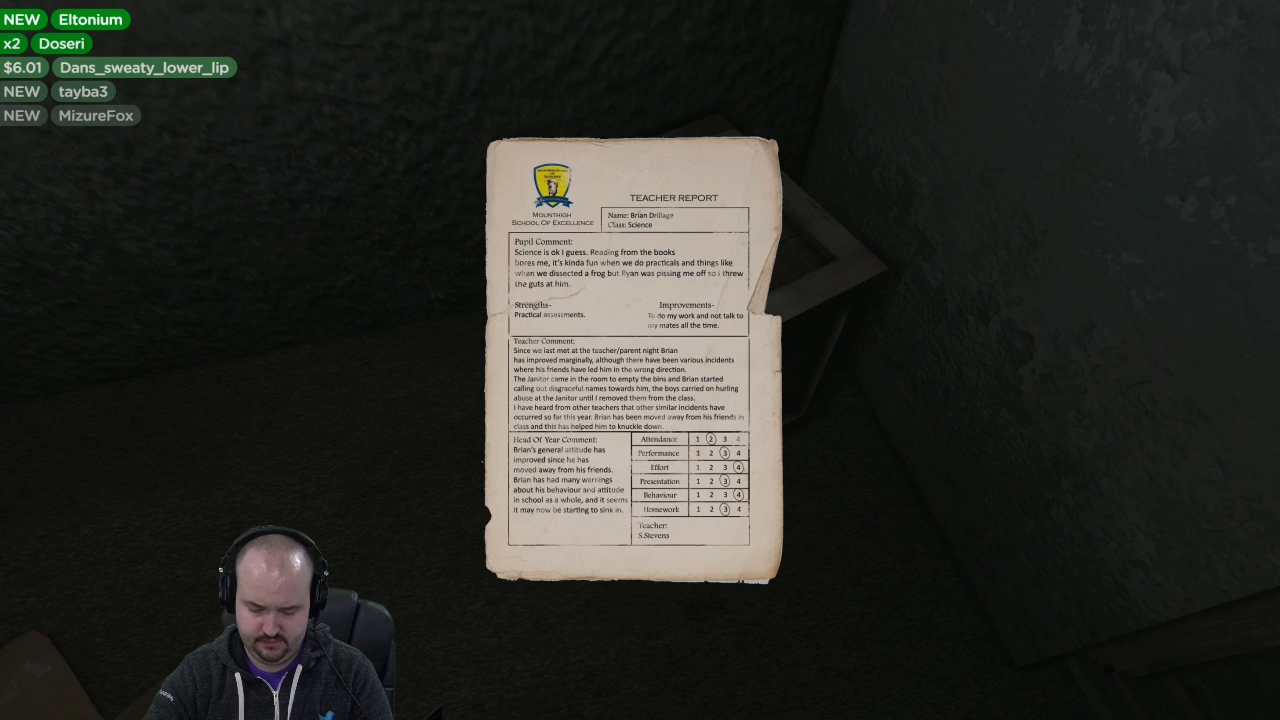 NEW Eltonium
x2 Doseri
$6.01 Dans_sweaty_lower_lip
NEW tayba3
NEW MizureFox
MOUNTHIGH
SCHOOL OF EXCELLENCE
TEACHER REPORT
Name: Brian Drillage
Class: Science
Pupil Comment:
Science is ok I guess. Reading from the books
bores me, it's kinda fun when we do practicals and things like
when we dissected a frog but Ryan was pissing me off so i threw
the guts at him.
Strengths-
Practical assessments.
Improvements-
To do my work and not talk to
my mates all the time.
Teacher Comment:
Since we last met at the teacher/parent night Brian
has improved marginally, although there have been various incidents
where his friends have led him in the wrong direction.
The Janitor came in the room to empty the bins and Brian started
calling out disgraceful names towards him, the boys carried on hurling
abuse at the Janitor until I removed them from the class.
I have heard from other teachers that other similar incidents have
occurred so far this year. Brian has been moved away from his friends in
class and this has helped him to knuckle down.
Head Of Year Comment:
Brian's general attitude has
improved since he has
moved away from his friends.
Brian has had many warnings
about his behaviour and attitude
in school as a whole, and it seems
it may now be starting to sink in.
Attendance 1 2 3 4
Performance 1 2 3 4
Effort 1 2 3 4
Presentation 1 2 3 4
Behaviour 1 2 3 4
Homework 1 2 3 4
Teacher:
S.Stevens